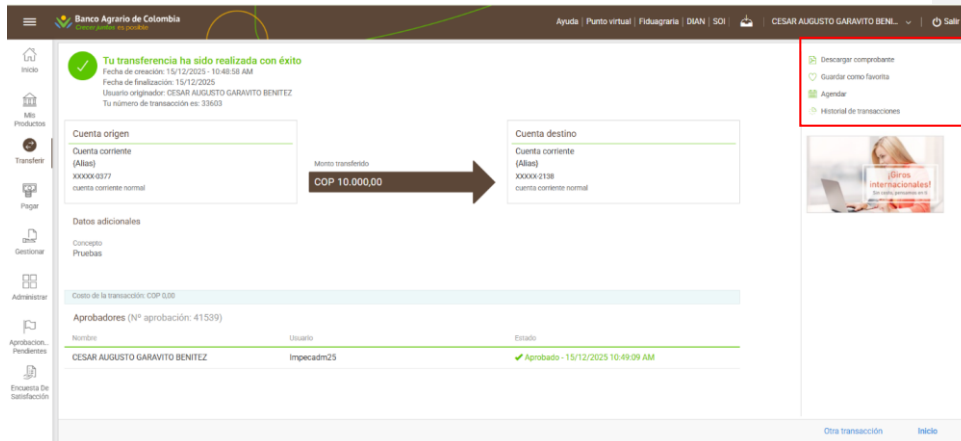 Banco Agrario de Colombia
Crecer juntos es posible
Ayuda | Punto virtual | Fiduagraria | DIAN | SOI |
CESAR AUGUSTO GARAVITO BENI...
Salir
Inicio
Mis
Productos
Transferir
Pagar
Gestionar
Administrar
Aprobacion...
Pendientes
Encuesta De
Satisfacción
Tu transferencia ha sido realizada con éxito
Fecha de creación: 15/12/2025 - 10:48:58 AM
Fecha de finalización: 15/12/2025
Usuario originador: CESAR AUGUSTO GARAVITO BENITEZ
Tu número de transacción es: 33603
Cuenta origen
Cuenta corriente
(Alias)
XXXXX-0377
cuenta corriente normal
Monto transferido
COP 10.000,00
Cuenta destino
Cuenta corriente
(Alias)
XXXXX-2138
cuenta corriente normal
Datos adicionales
Concepto
Pruebas
Costo de la transacción: COP 0,00
Aprobadores (Nº aprobación: 41539)
Nombre Usuario Estado
CESAR AUGUSTO GARAVITO BENITEZ Impecadm25 Aprobado - 15/12/2025 10:49:09 AM
Descargar comprobante
Guardar como favorita
Agendar
Historial de transacciones
¡Giros
internacionales!
Otra transacción Inicio